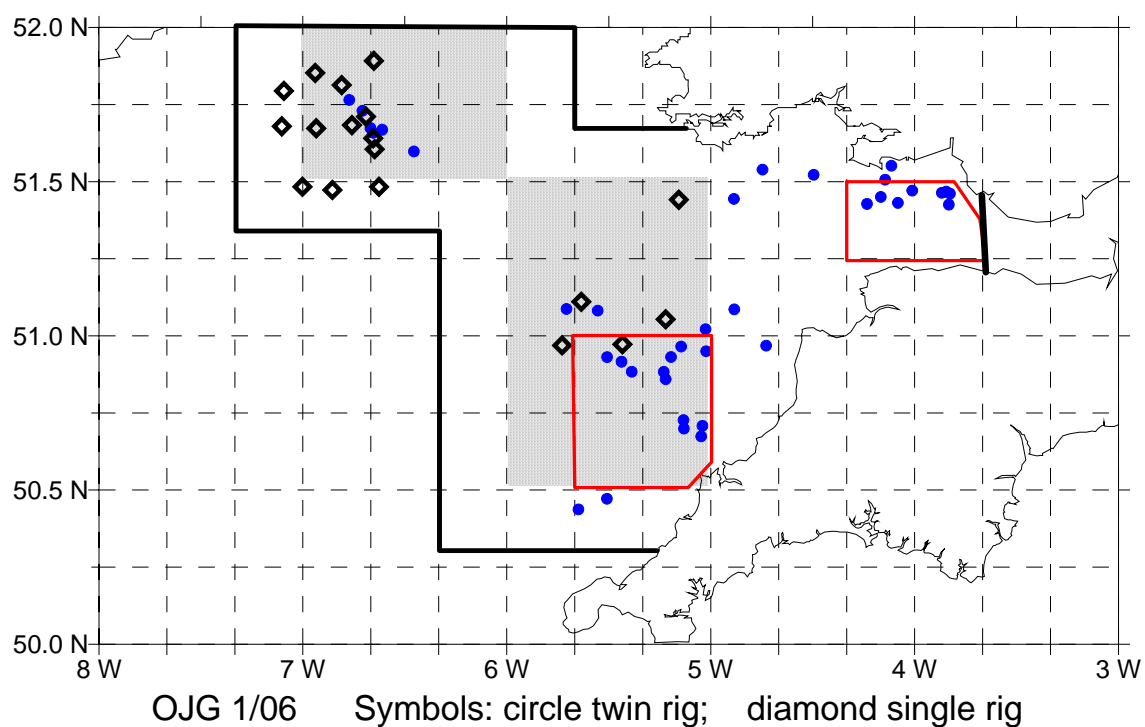 52.0 N
51.5 N
51.0 N
50.5 N
50.0 N
8 W 7 W 6 W 5 W 4 W 3 W
OJG 1/06 Symbols: circle twin rig; diamond single rig